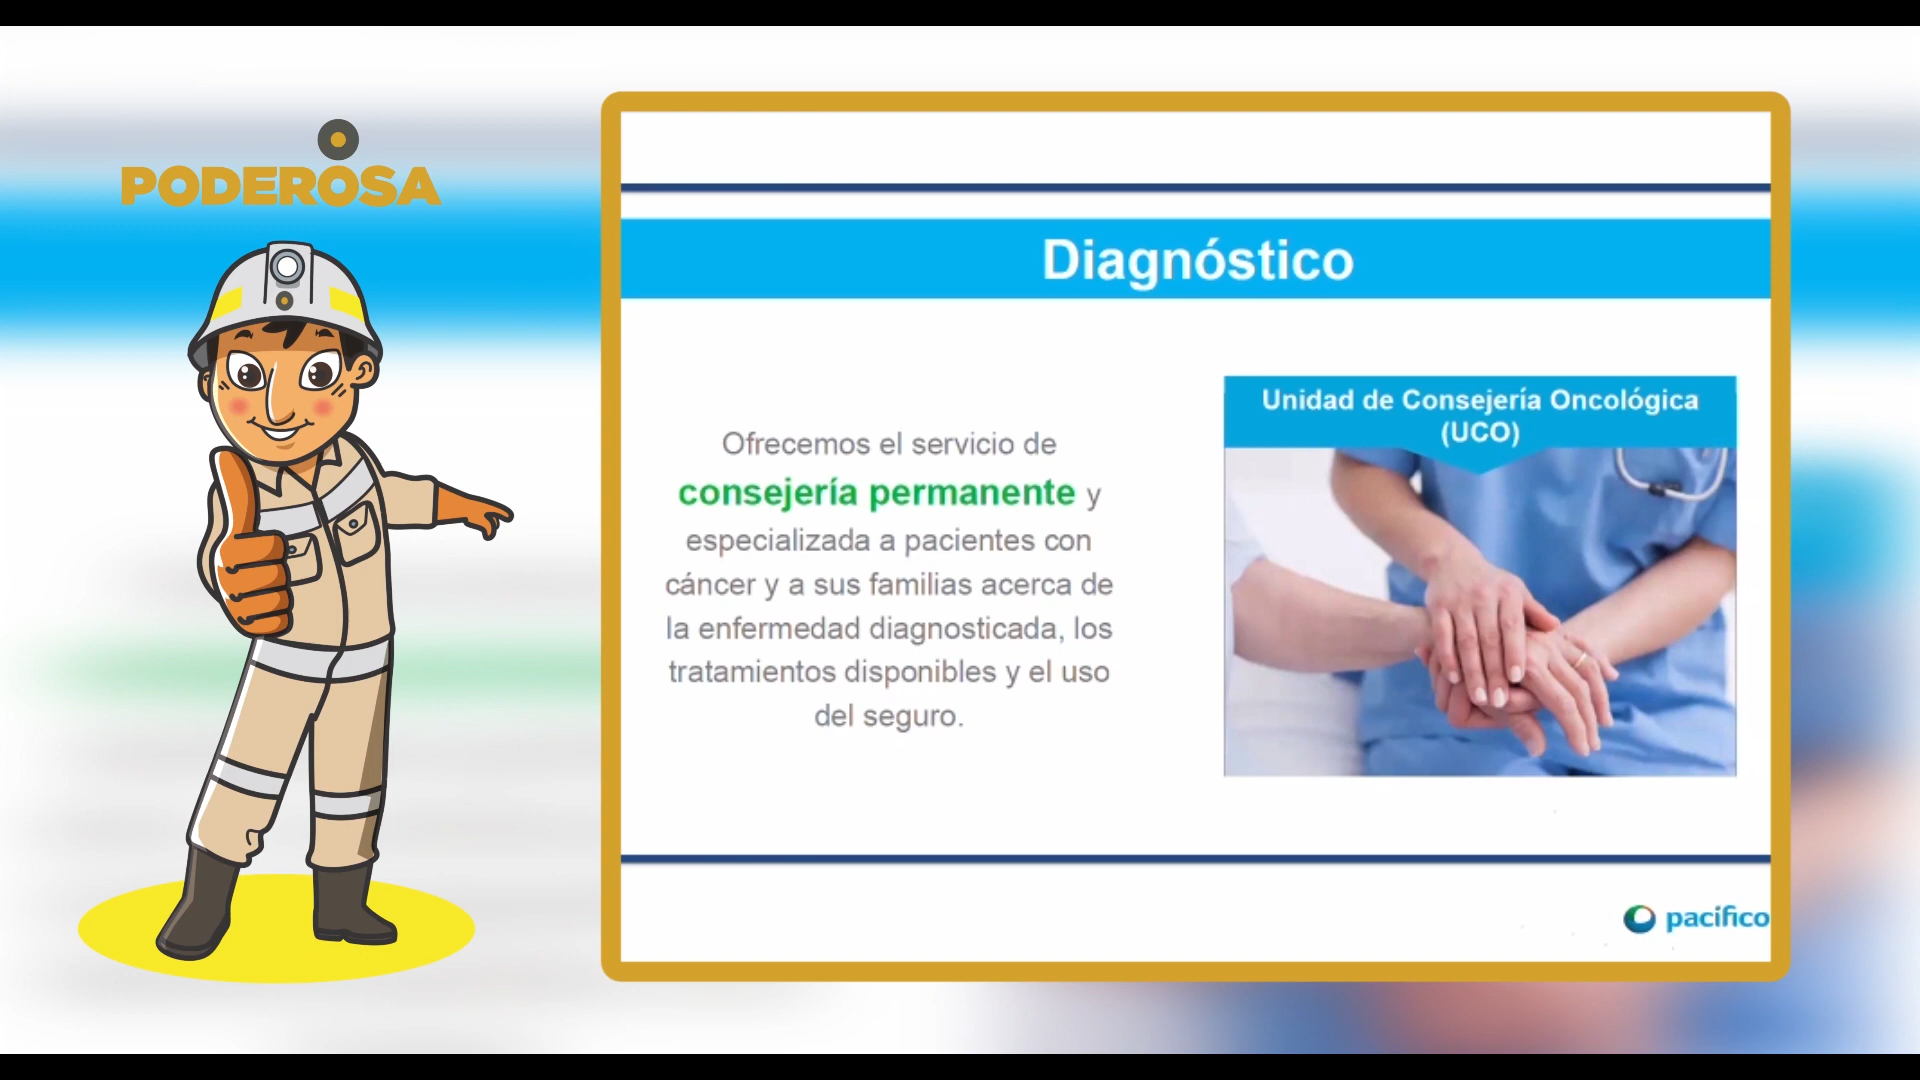 PODEROSA
Diagnóstico
Ofrecemos el servicio de
consejería permanente y
especializada a pacientes con
cáncer y a sus familias acerca de
la enfermedad diagnosticada, los
tratamientos disponibles y el uso
del seguro.
Unidad de Consejería Oncológica
(UCO)
pacifico